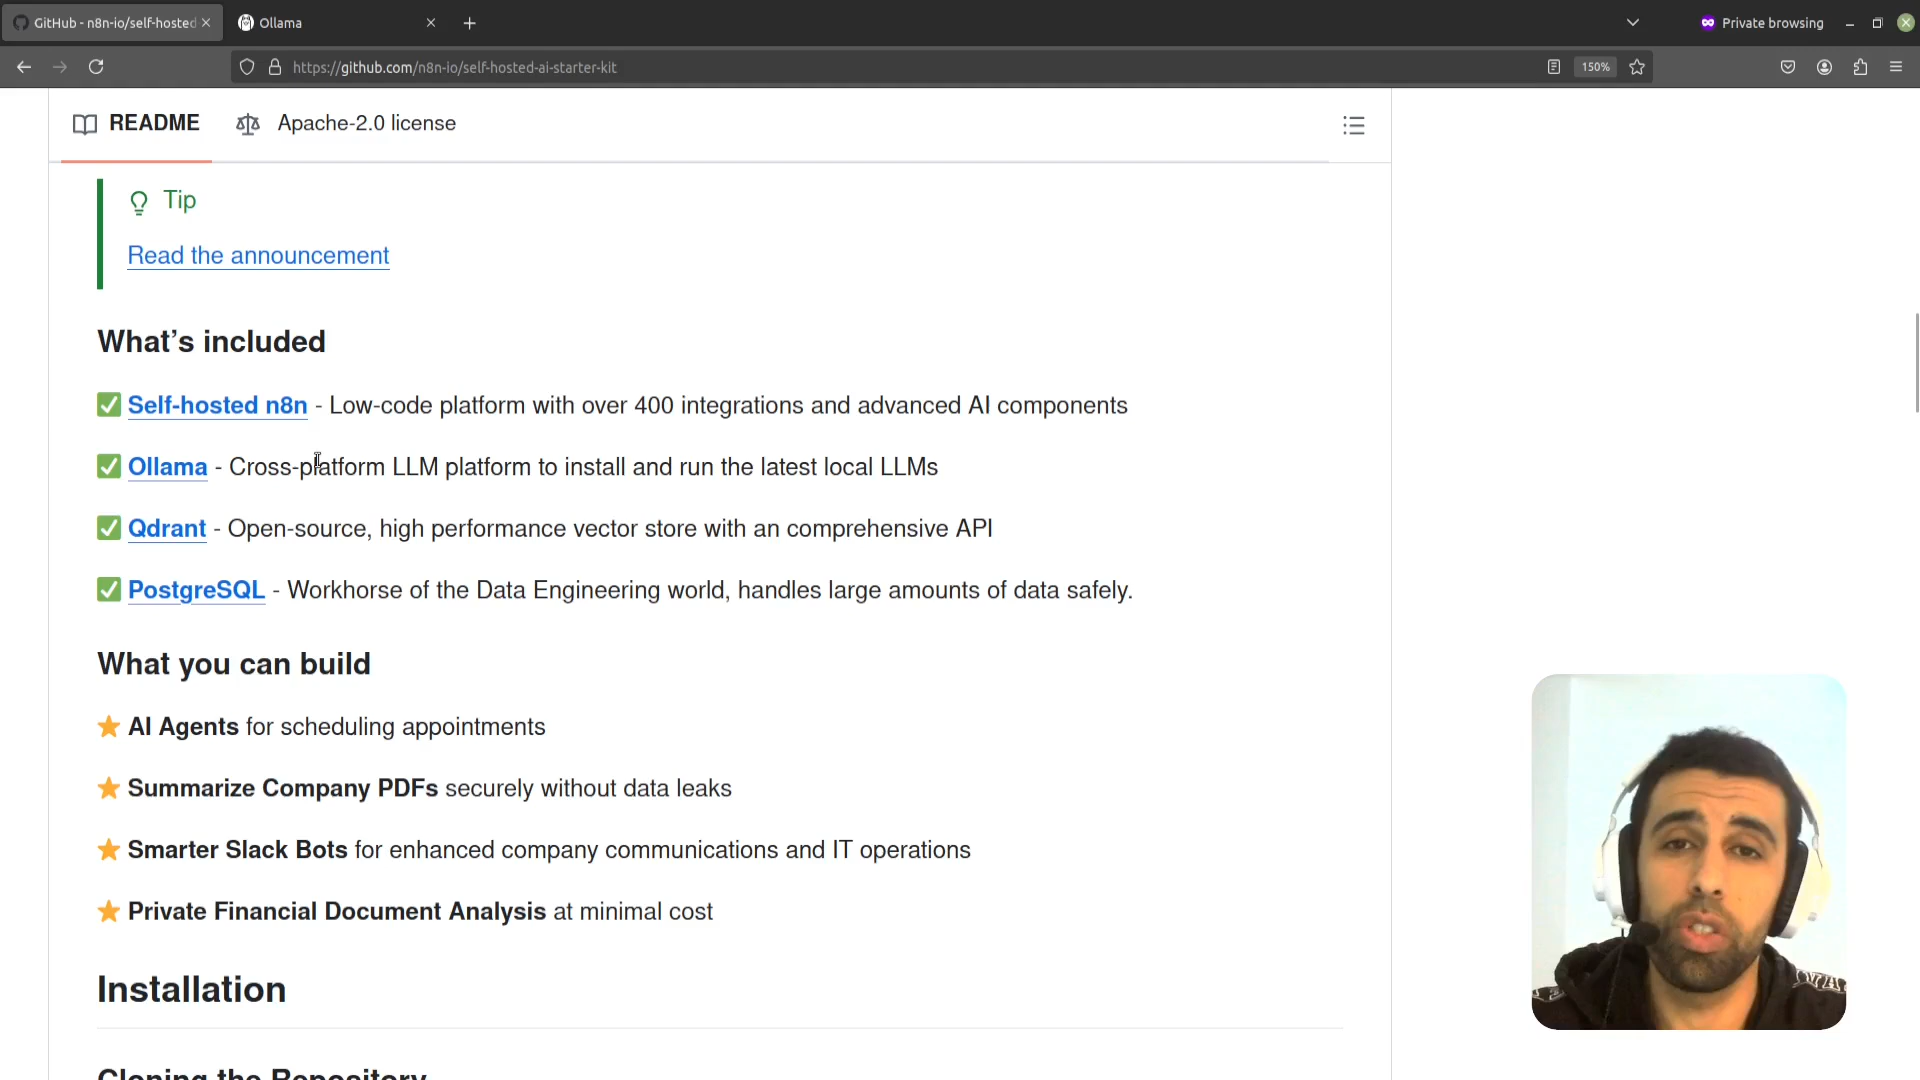 GitHub - n8n-io/self-hosted
Ollama
Private browsing
https://github.com/n8n-io/self-hosted-ai-starter-kit
150%
README
Apache-2.0 license
Tip
Read the announcement
What’s included
✅ Self-hosted n8n - Low-code platform with over 400 integrations and advanced AI components
✅ Ollama - Cross-platform LLM platform to install and run the latest local LLMs
✅ Qdrant - Open-source, high performance vector store with an comprehensive API
✅ PostgreSQL - Workhorse of the Data Engineering world, handles large amounts of data safely.
What you can build
⭐ AI Agents for scheduling appointments
⭐ Summarize Company PDFs securely without data leaks
⭐ Smarter Slack Bots for enhanced company communications and IT operations
⭐ Private Financial Document Analysis at minimal cost
Installation
Cloning the Repository